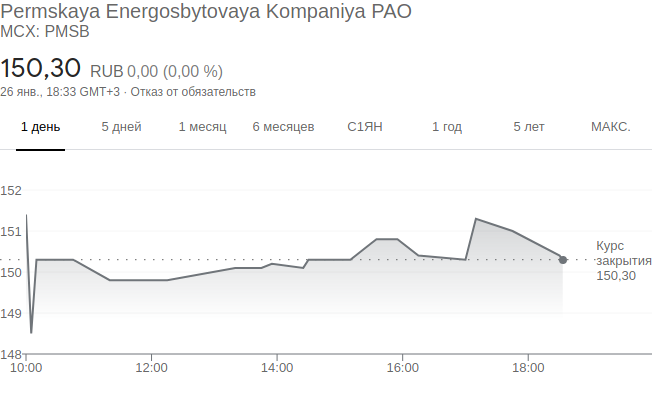 Permskaya Energosbytovaya Kompaniya PAO
MCX: PMSB
150,30 RUB 0,00 (0,00 %)
26 янв., 18:33 GMT+3 · Отказ от обязательств
1 день 5 дней 1 месяц 6 месяцев С1ЯН 1 год 5 лет МАКС.
152
151
Курс
закрытия
150
150,30
149
148
10:00 12:00 14:00 16:00 18:00